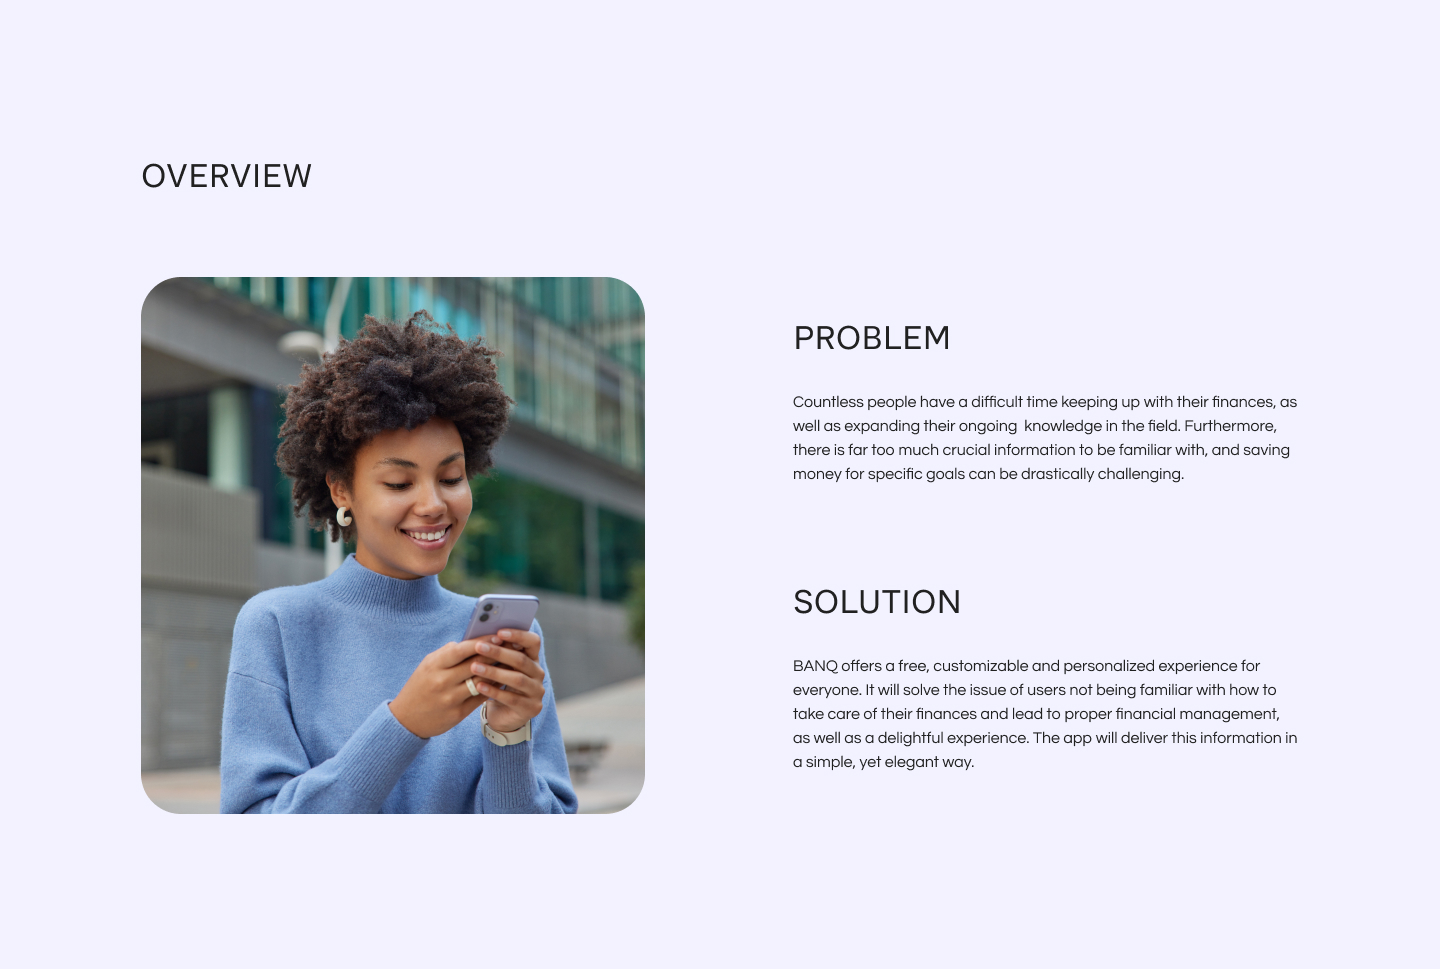 OVERVIEW
PROBLEM
Countless people have a difficult time keeping up with their finances, as
well as expanding their ongoing  knowledge in the field. Furthermore,
there is far too much crucial information to be familiar with, and saving
money for specific goals can be drastically challenging.
SOLUTION
BANQ offers a free, customizable and personalized experience for
everyone. It will solve the issue of users not being familiar with how to
take care of their finances and lead to proper financial management,
as well as a delightful experience. The app will deliver this information in
a simple, yet elegant way.